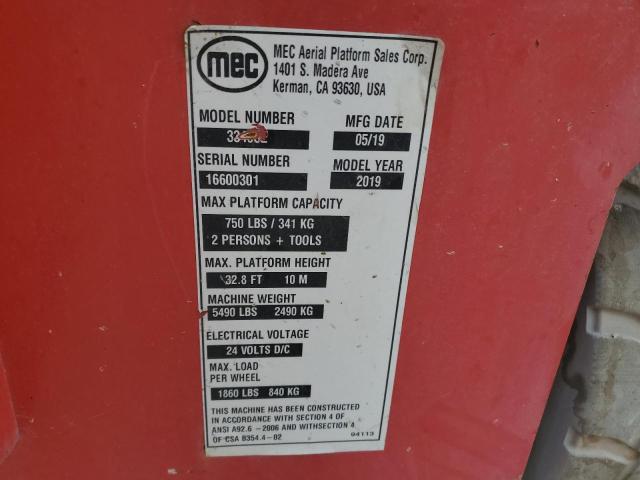 mec
MEC Aerial Platform Sales Corp.
1401 S. Madera Ave
Kerman, CA 93630, USA
MODEL NUMBER
MFG DATE
05/19
SERIAL NUMBER
MODEL YEAR
16600301
2019
MAX PLATFORM CAPACITY
750 LBS / 341 KG
2 PERSONS + TOOLS
MAX. PLATFORM HEIGHT
32.8 FT 10 M
MACHINE WEIGHT
5490 LBS 2490 KG
ELECTRICAL VOLTAGE
24 VOLTS D/C
MAX. LOAD
PER WHEEL
1860 LBS 840 KG
THIS MACHINE HAS BEEN CONSTRUCTED
IN ACCORDANCE WITH SECTION 4 OF
ANSI A92.6 -2006 AND WITHSECTION 4
OF CSA B354.4-02
94113